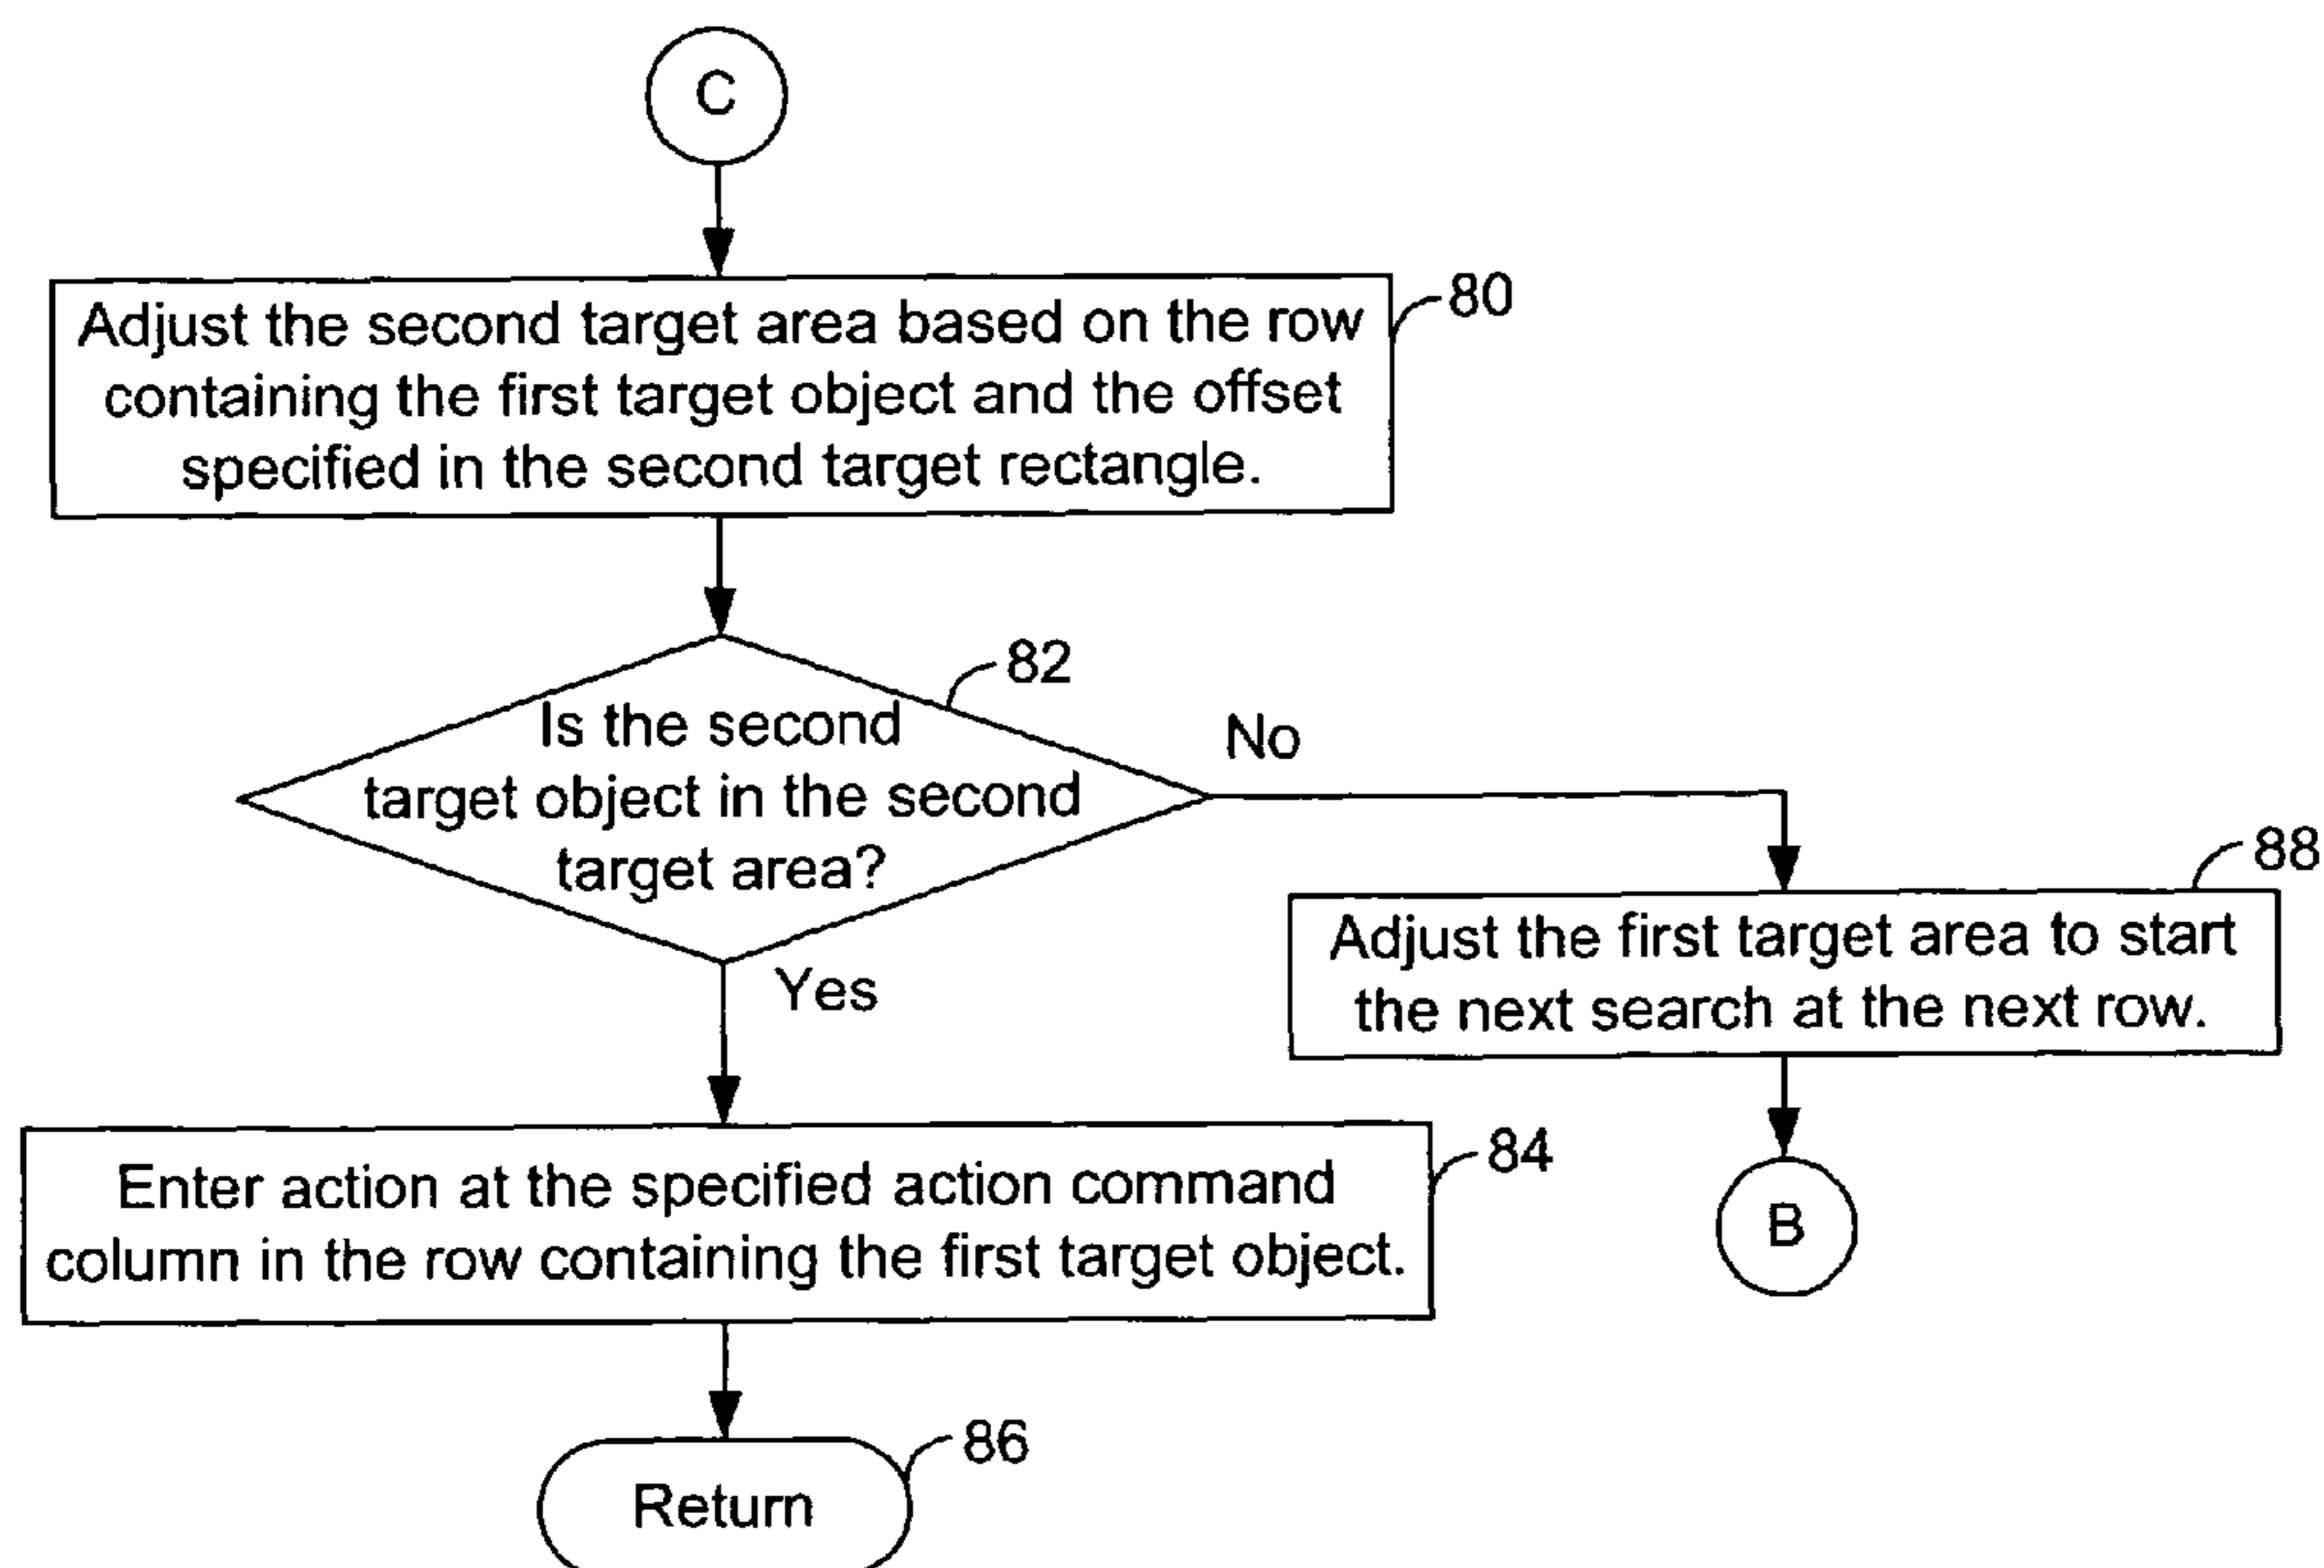 C
Adjust the second target area based on the row
containing the first target object and the offset
specified in the second target rectangle.
80
82
Is the second
target object in the second
target area?
No
88
Adjust the first target area to start
the next search at the next row.
Yes
B
84
Enter action at the specified action command
column in the row containing the first target object.
86
Return